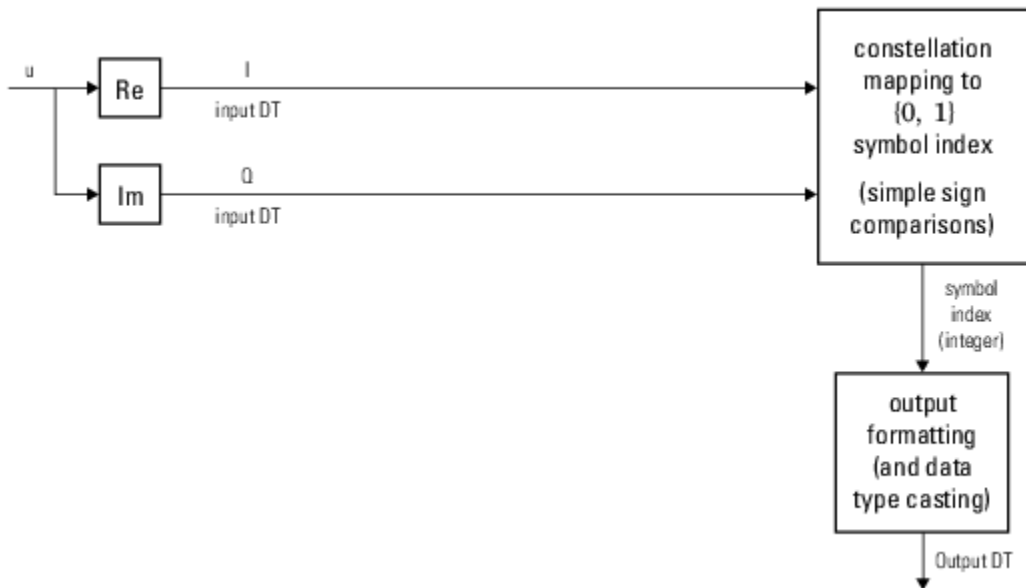 u
Re
I
input DT
Im
Q
input DT
constellation
mapping to
{0, 1}
symbol index
(simple sign
comparisons)
symbol
index
(integer)
output
formatting
(and data
type casting)
Output DT